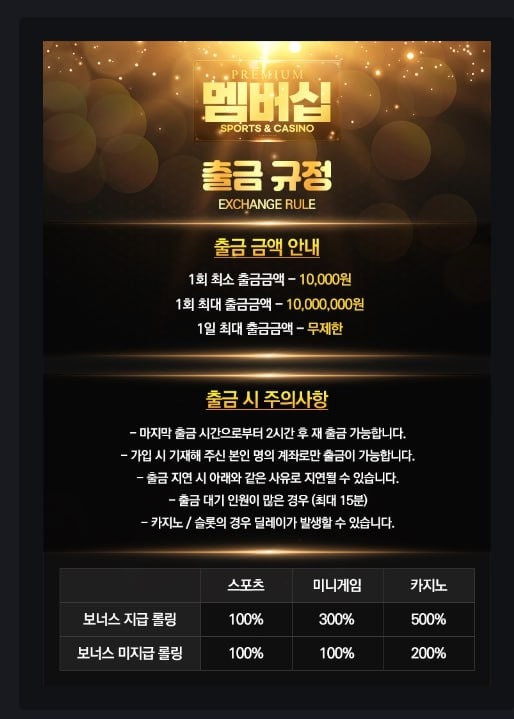 PREMIUM
멤버십
SPORTS & CASINO
출금 규정
EXCHANGE RULE
출금 금액 안내
1회 최소 출금금액 – 10,000원
1회 최대 출금금액 – 10,000,000원
1일 최대 출금금액 – 무제한
출금 시 주의사항
– 마지막 출금 시간으로부터 2시간 후 재 출금 가능합니다.
– 가입 시 기재해 주신 본인 명의 계좌로만 출금이 가능합니다.
– 출금 지연 시 아래와 같은 사유로 지연될 수 있습니다.
– 출금 대기 인원이 많은 경우 (최대 15분)
– 카지노 / 슬롯의 경우 딜레이가 발생할 수 있습니다.
스포츠 미니게임 카지노
보너스 지급 롤링 100% 300% 500%
보너스 미지급 롤링 100% 100% 200%